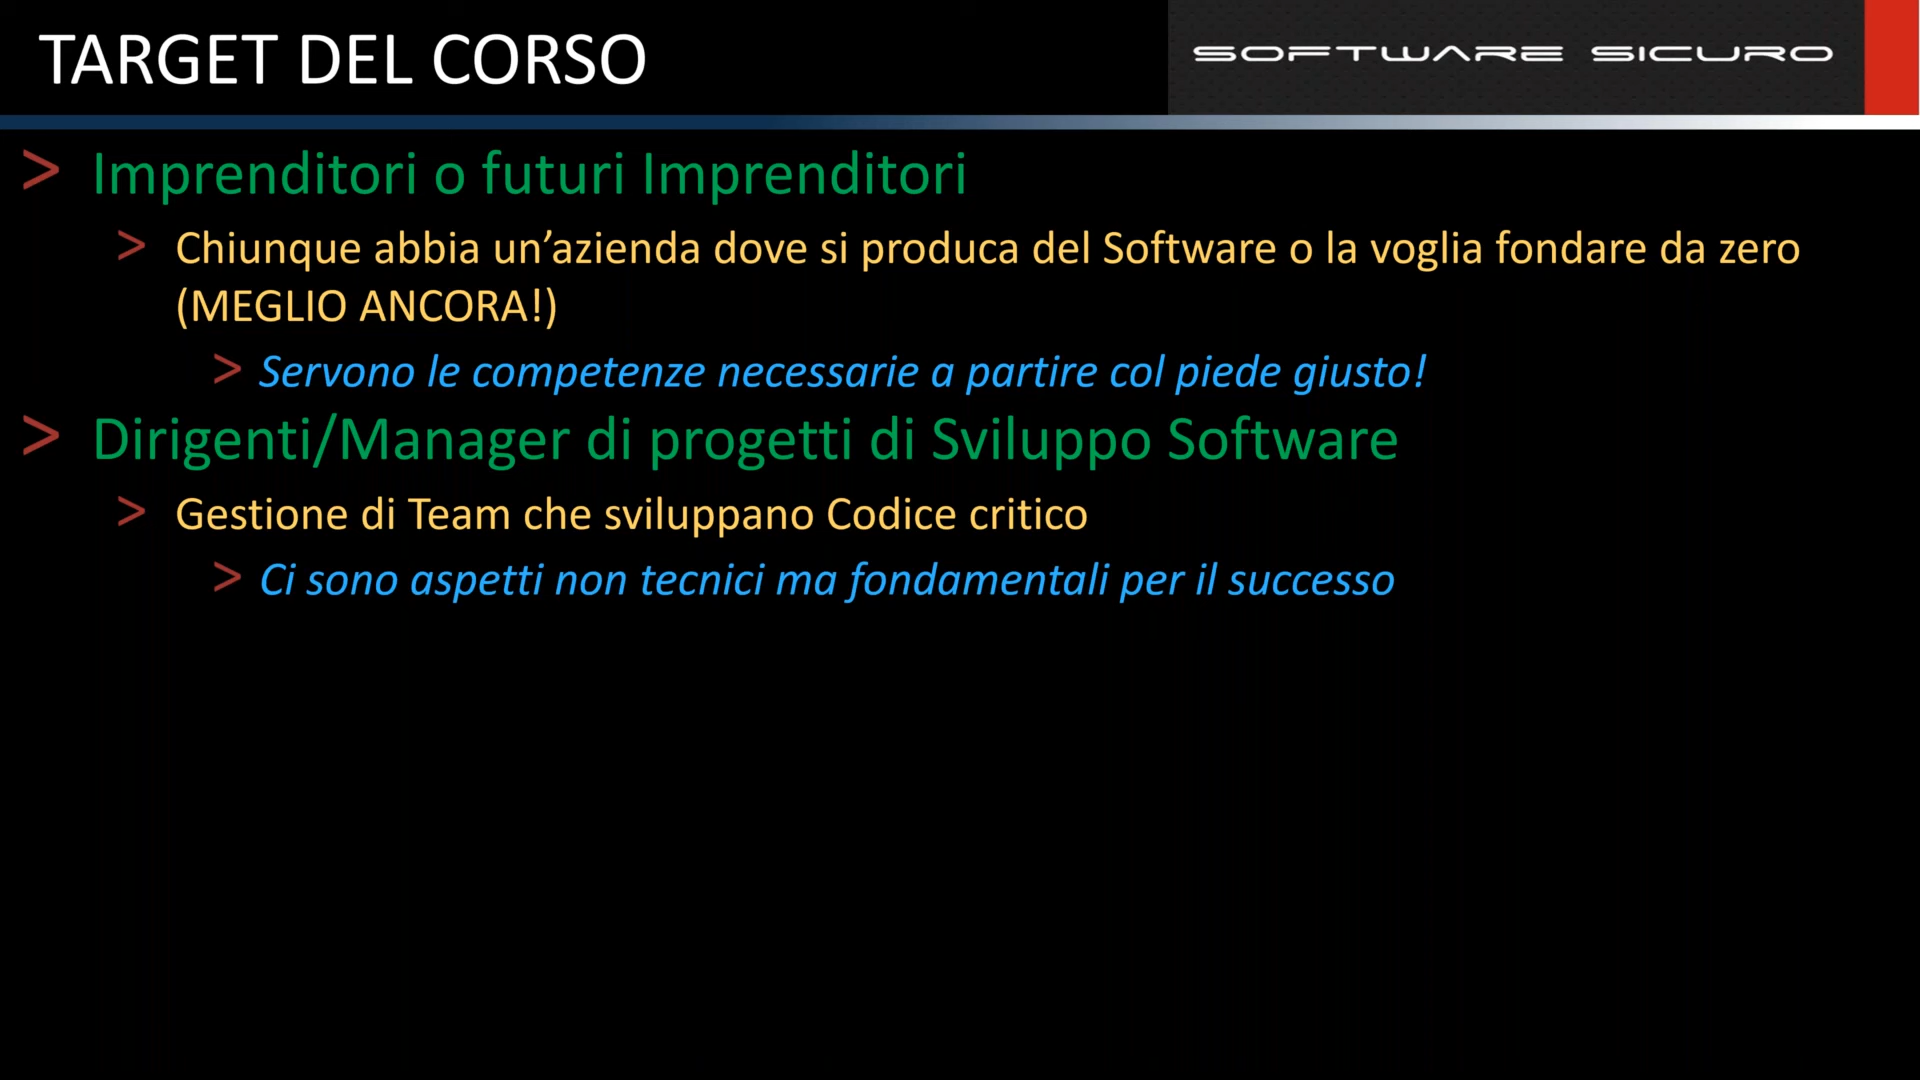 TARGET DEL CORSO
SOFTWARE SICURO
> Imprenditori o futuri Imprenditori
> Chiunque abbia un’azienda dove si produca del Software o la voglia fondare da zero
(MEGLIO ANCORA!)
> Servono le competenze necessarie a partire col piede giusto!
> Dirigenti/Manager di progetti di Sviluppo Software
> Gestione di Team che sviluppano Codice critico
> Ci sono aspetti non tecnici ma fondamentali per il successo